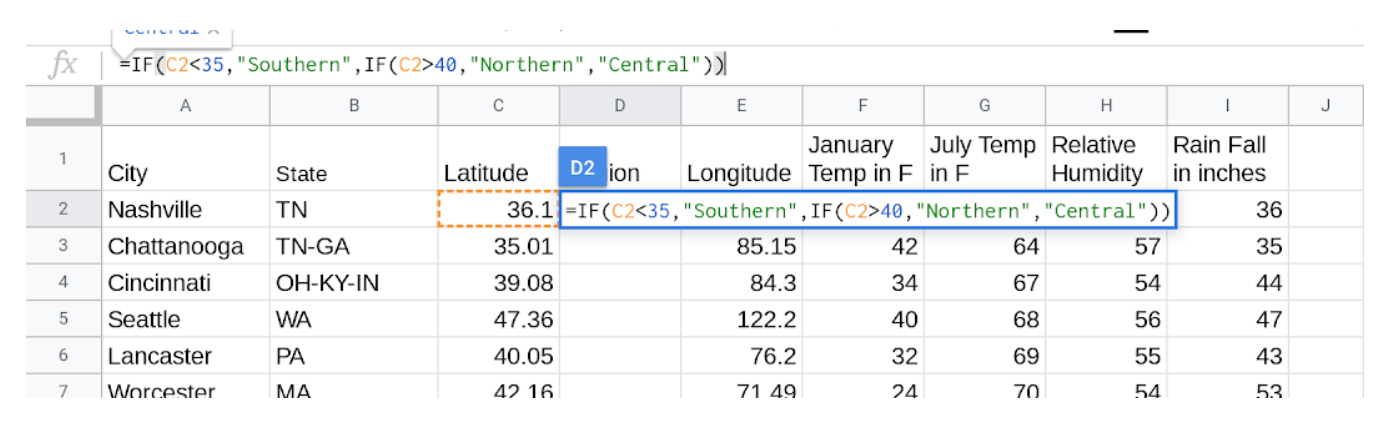 Central
fx =IF(C2<35,"Southern",IF(C2>40,"Northern","Central"))
A B C D E F G H I J
1 City State Latitude D2 ion Longitude January Temp in F July Temp in F Relative Humidity Rain Fall in inches
2 Nashville TN 36.1 =IF(C2<35,"Southern",IF(C2>40,"Northern","Central")) 36
3 Chattanooga TN-GA 35.01 85.15 42 64 57 35
4 Cincinnati OH-KY-IN 39.08 84.3 34 67 54 44
5 Seattle WA 47.36 122.2 40 68 56 47
6 Lancaster PA 40.05 76.2 32 69 55 43
7 Worcester MA 42.16 71.49 24 70 54 53